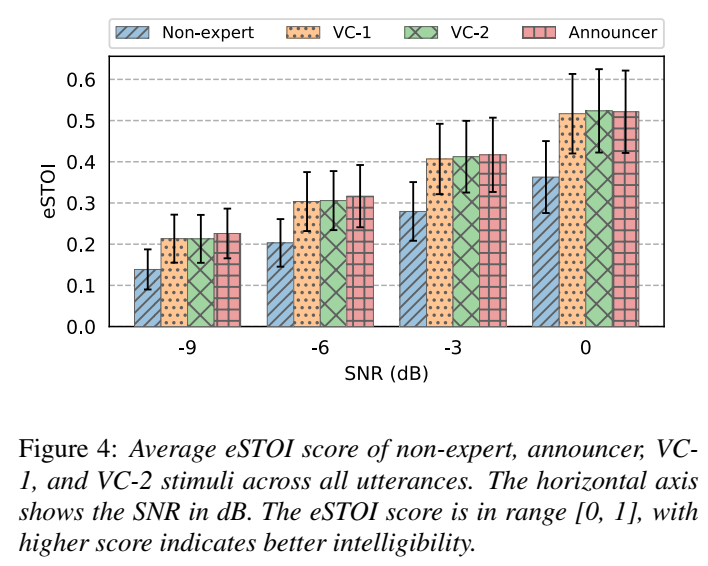 Non-expert VC-1 VC-2 Announcer
0.6
0.5
0.4
0.3
0.2
0.1
0.0
eSTOI
-9 -6 -3 0
SNR (dB)
Figure 4: Average eSTOI score of non-expert, announcer, VC-
1, and VC-2 stimuli across all utterances. The horizontal axis
shows the SNR in dB. The eSTOI score is in range [0, 1], with
higher score indicates better intelligibility.